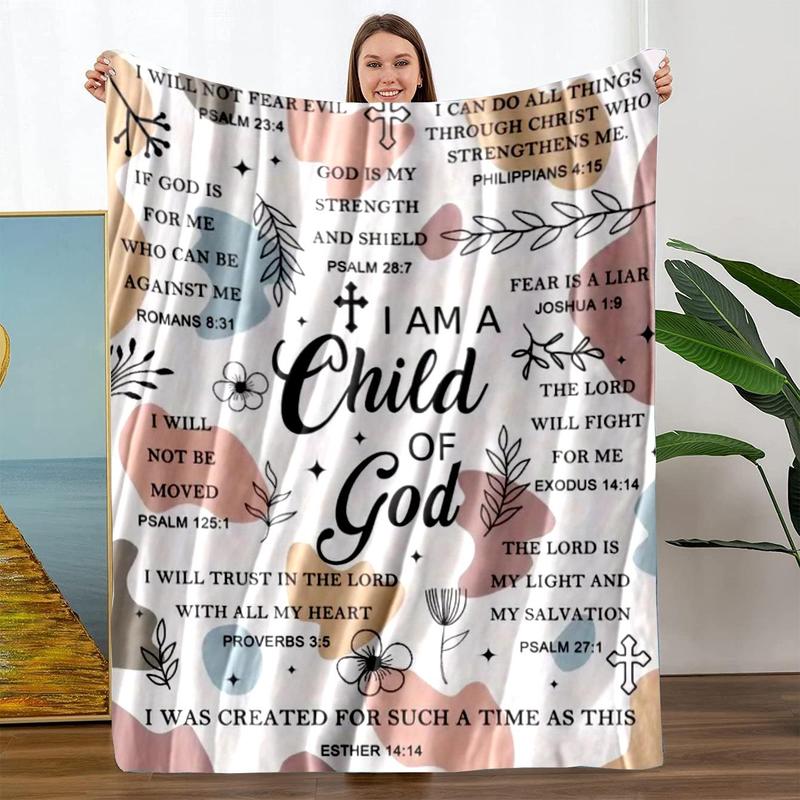 I WILL NOT FEAR EVIL
PSALM 23:4
I CAN DO ALL THINGS
THROUGH CHRIST WHO
STRENGTHENS ME.
PHILIPPIANS 4:15
GOD IS MY
STRENGTH
AND SHIELD
PSALM 28:7
IF GOD IS
FOR ME
WHO CAN BE
AGAINST ME
ROMANS 8:31
FEAR IS A LIAR
JOSHUA 1:9
I AM A
Child
OF
God
THE LORD
WILL FIGHT
FOR ME
EXODUS 14:14
I WILL
NOT BE
MOVED
PSALM 125:1
THE LORD IS
MY LIGHT AND
MY SALVATION
PSALM 27:1
I WILL TRUST IN THE LORD
WITH ALL MY HEART
PROVERBS 3:5
I WAS CREATED FOR SUCH A TIME AS THIS
ESTHER 14:14